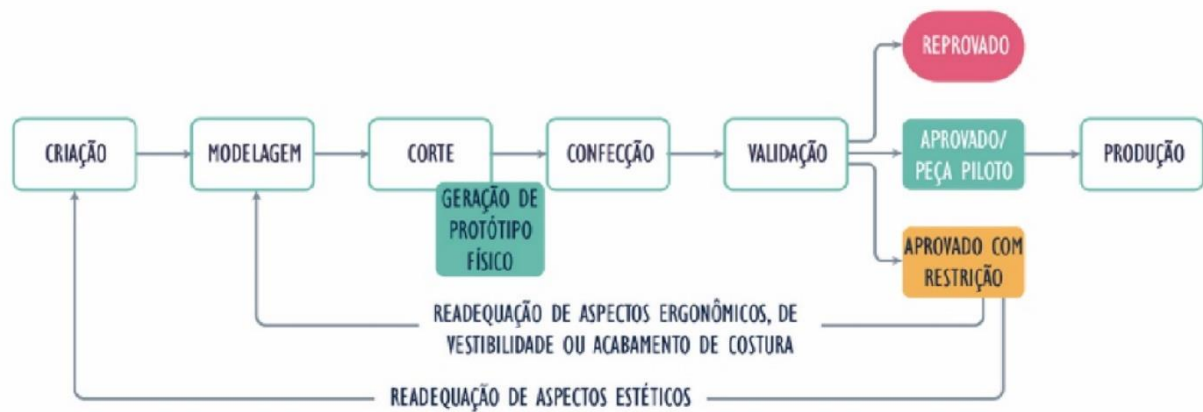 REPROVADO
CRIAÇÃO
MODELAGEM
CORTE
CONFECÇÃO
VALIDAÇÃO
APROVADO/
PEÇA PILOTO
PRODUÇÃO
GERAÇÃO DE
PROTÓTIPO
FÍSICO
APROVADO COM
RESTRIÇÃO
READEQUAÇÃO DE ASPECTOS ERGONÔMICOS, DE
VESTIBILIDADE OU ACABAMENTO DE COSTURA
READEQUAÇÃO DE ASPECTOS ESTÉTICOS